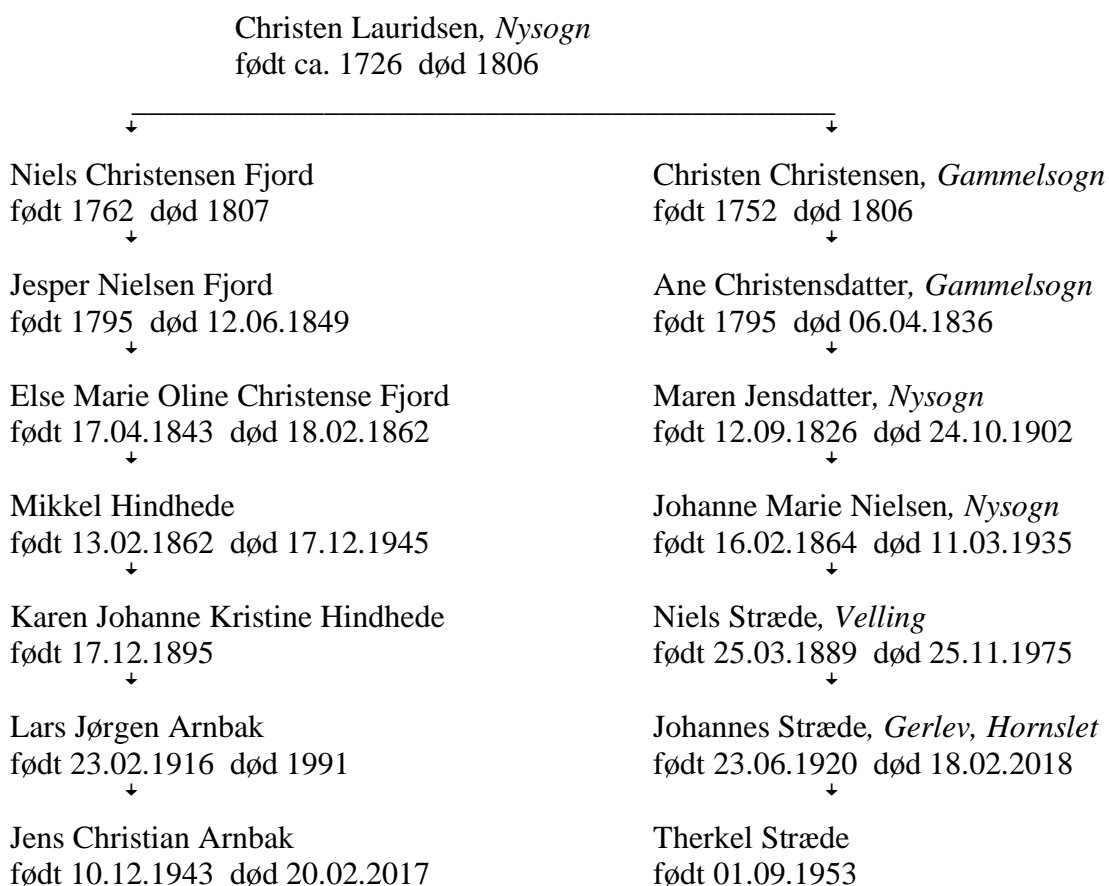 Christen Lauridsen, Nysogn
født ca. 1726 død 1806
Niels Christensen Fjord
født 1762 død 1807
Jesper Nielsen Fjord
født 1795 død 12.06.1849
Else Marie Oline Christense Fjord
født 17.04.1843 død 18.02.1862
Mikkel Hindhede
født 13.02.1862 død 17.12.1945
Karen Johanne Kristine Hindhede
født 17.12.1895
Lars Jørgen Arnbak
født 23.02.1916 død 1991
Jens Christian Arnbak
født 10.12.1943 død 20.02.2017
Christen Christensen, Gammelsogn
født 1752 død 1806
Ane Christensdatter, Gammelsogn
født 1795 død 06.04.1836
Maren Jensdatter, Nysogn
født 12.09.1826 død 24.10.1902
Johanne Marie Nielsen, Nysogn
født 16.02.1864 død 11.03.1935
Niels Stræde, Velling
født 25.03.1889 død 25.11.1975
Johannes Stræde, Gerlev, Hornslet
født 23.06.1920 død 18.02.2018
Therkel Stræde
født 01.09.1953